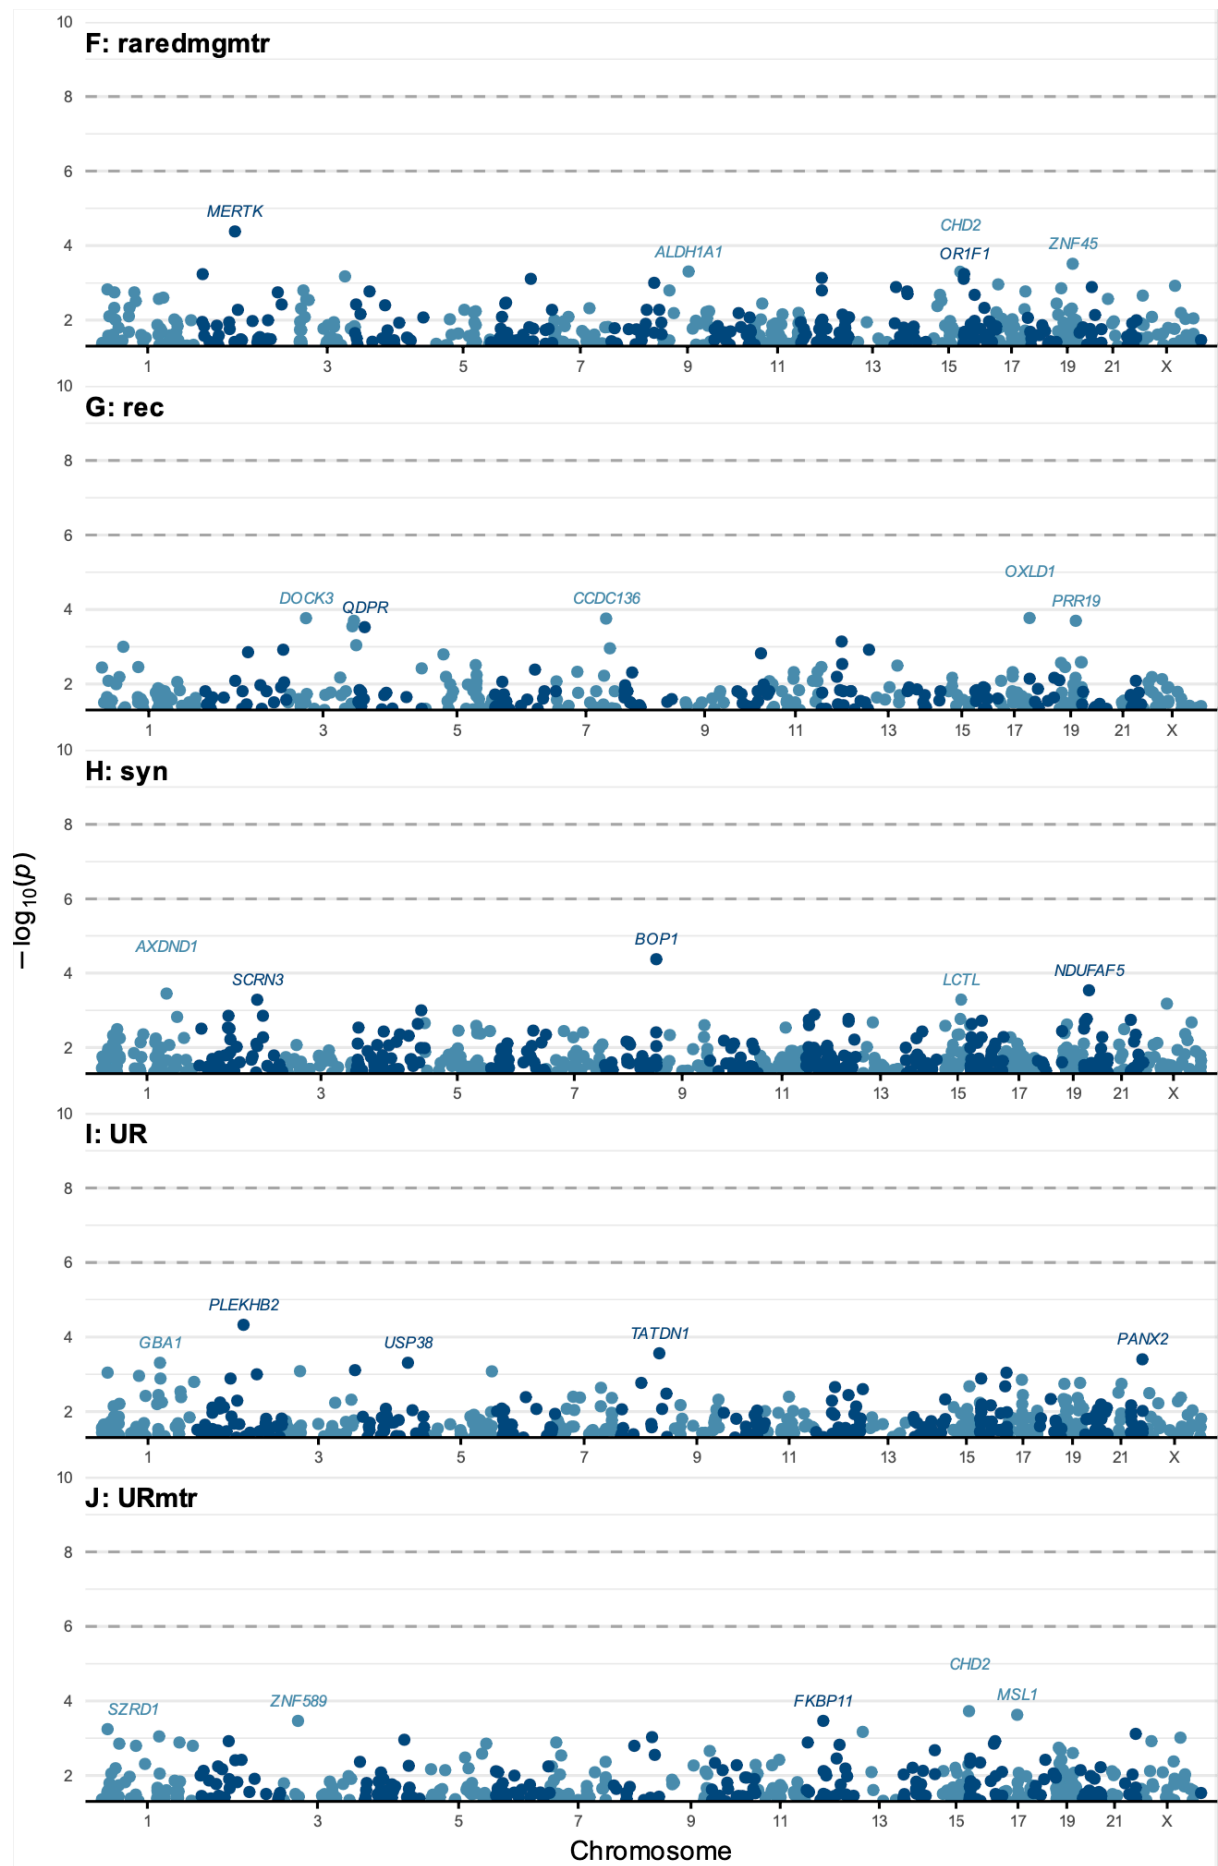 10
F: raredmgmtr
8
6
MERTK
CHD2
4
ALDH1A1
OR1F1
ZNF45
2
1 3 5 7 9 11 13 15 17 19 21 X
10
G: rec
8
6
OXLD1
4
DOCK3
QDPR
CCDC136
PRR19
2
1 3 5 7 9 11 13 15 17 19 21 X
10
H: syn
8
− log10(p)
6
AXDND1
BOP1
4
SCRN3
LCTL
NDUFAF5
2
1 3 5 7 9 11 13 15 17 19 21 X
10
I: UR
8
6
PLEKHB2
4
GBA1
USP38
TATDN1
PANX2
2
1 3 5 7 9 11 13 15 17 19 21 X
10
J: URmtr
8
6
CHD2
4
SZRD1
ZNF589
FKBP11
MSL1
2
1 3 5 7 9 11 13 15 17 19 21 X
Chromosome